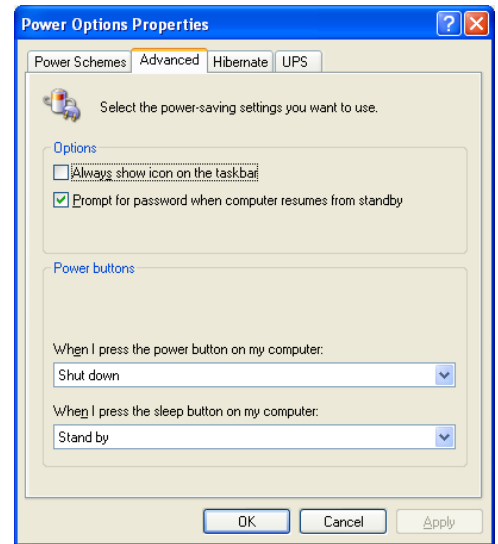 Power Options Properties
?
Power Schemes Advanced Hibernate UPS
Select the power-saving settings you want to use.
Options
Always show icon on the taskbar
Prompt for password when computer resumes from standby
Power buttons
When I press the power button on my computer:
Shut down
When I press the sleep button on my computer:
Stand by
OK Cancel Apply